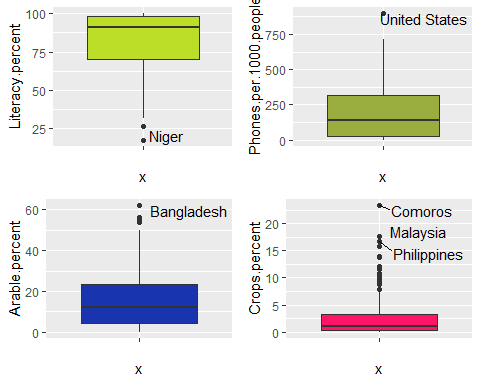 Literacy.percent
100
75
50
25
Niger
x
Phones.per.1000.people
750
500
250
0
United States
x
Arable.percent
60
40
20
0
Bangladesh
x
Crops.percent
20
15
10
5
0
Comoros
Malaysia
Philippines
x